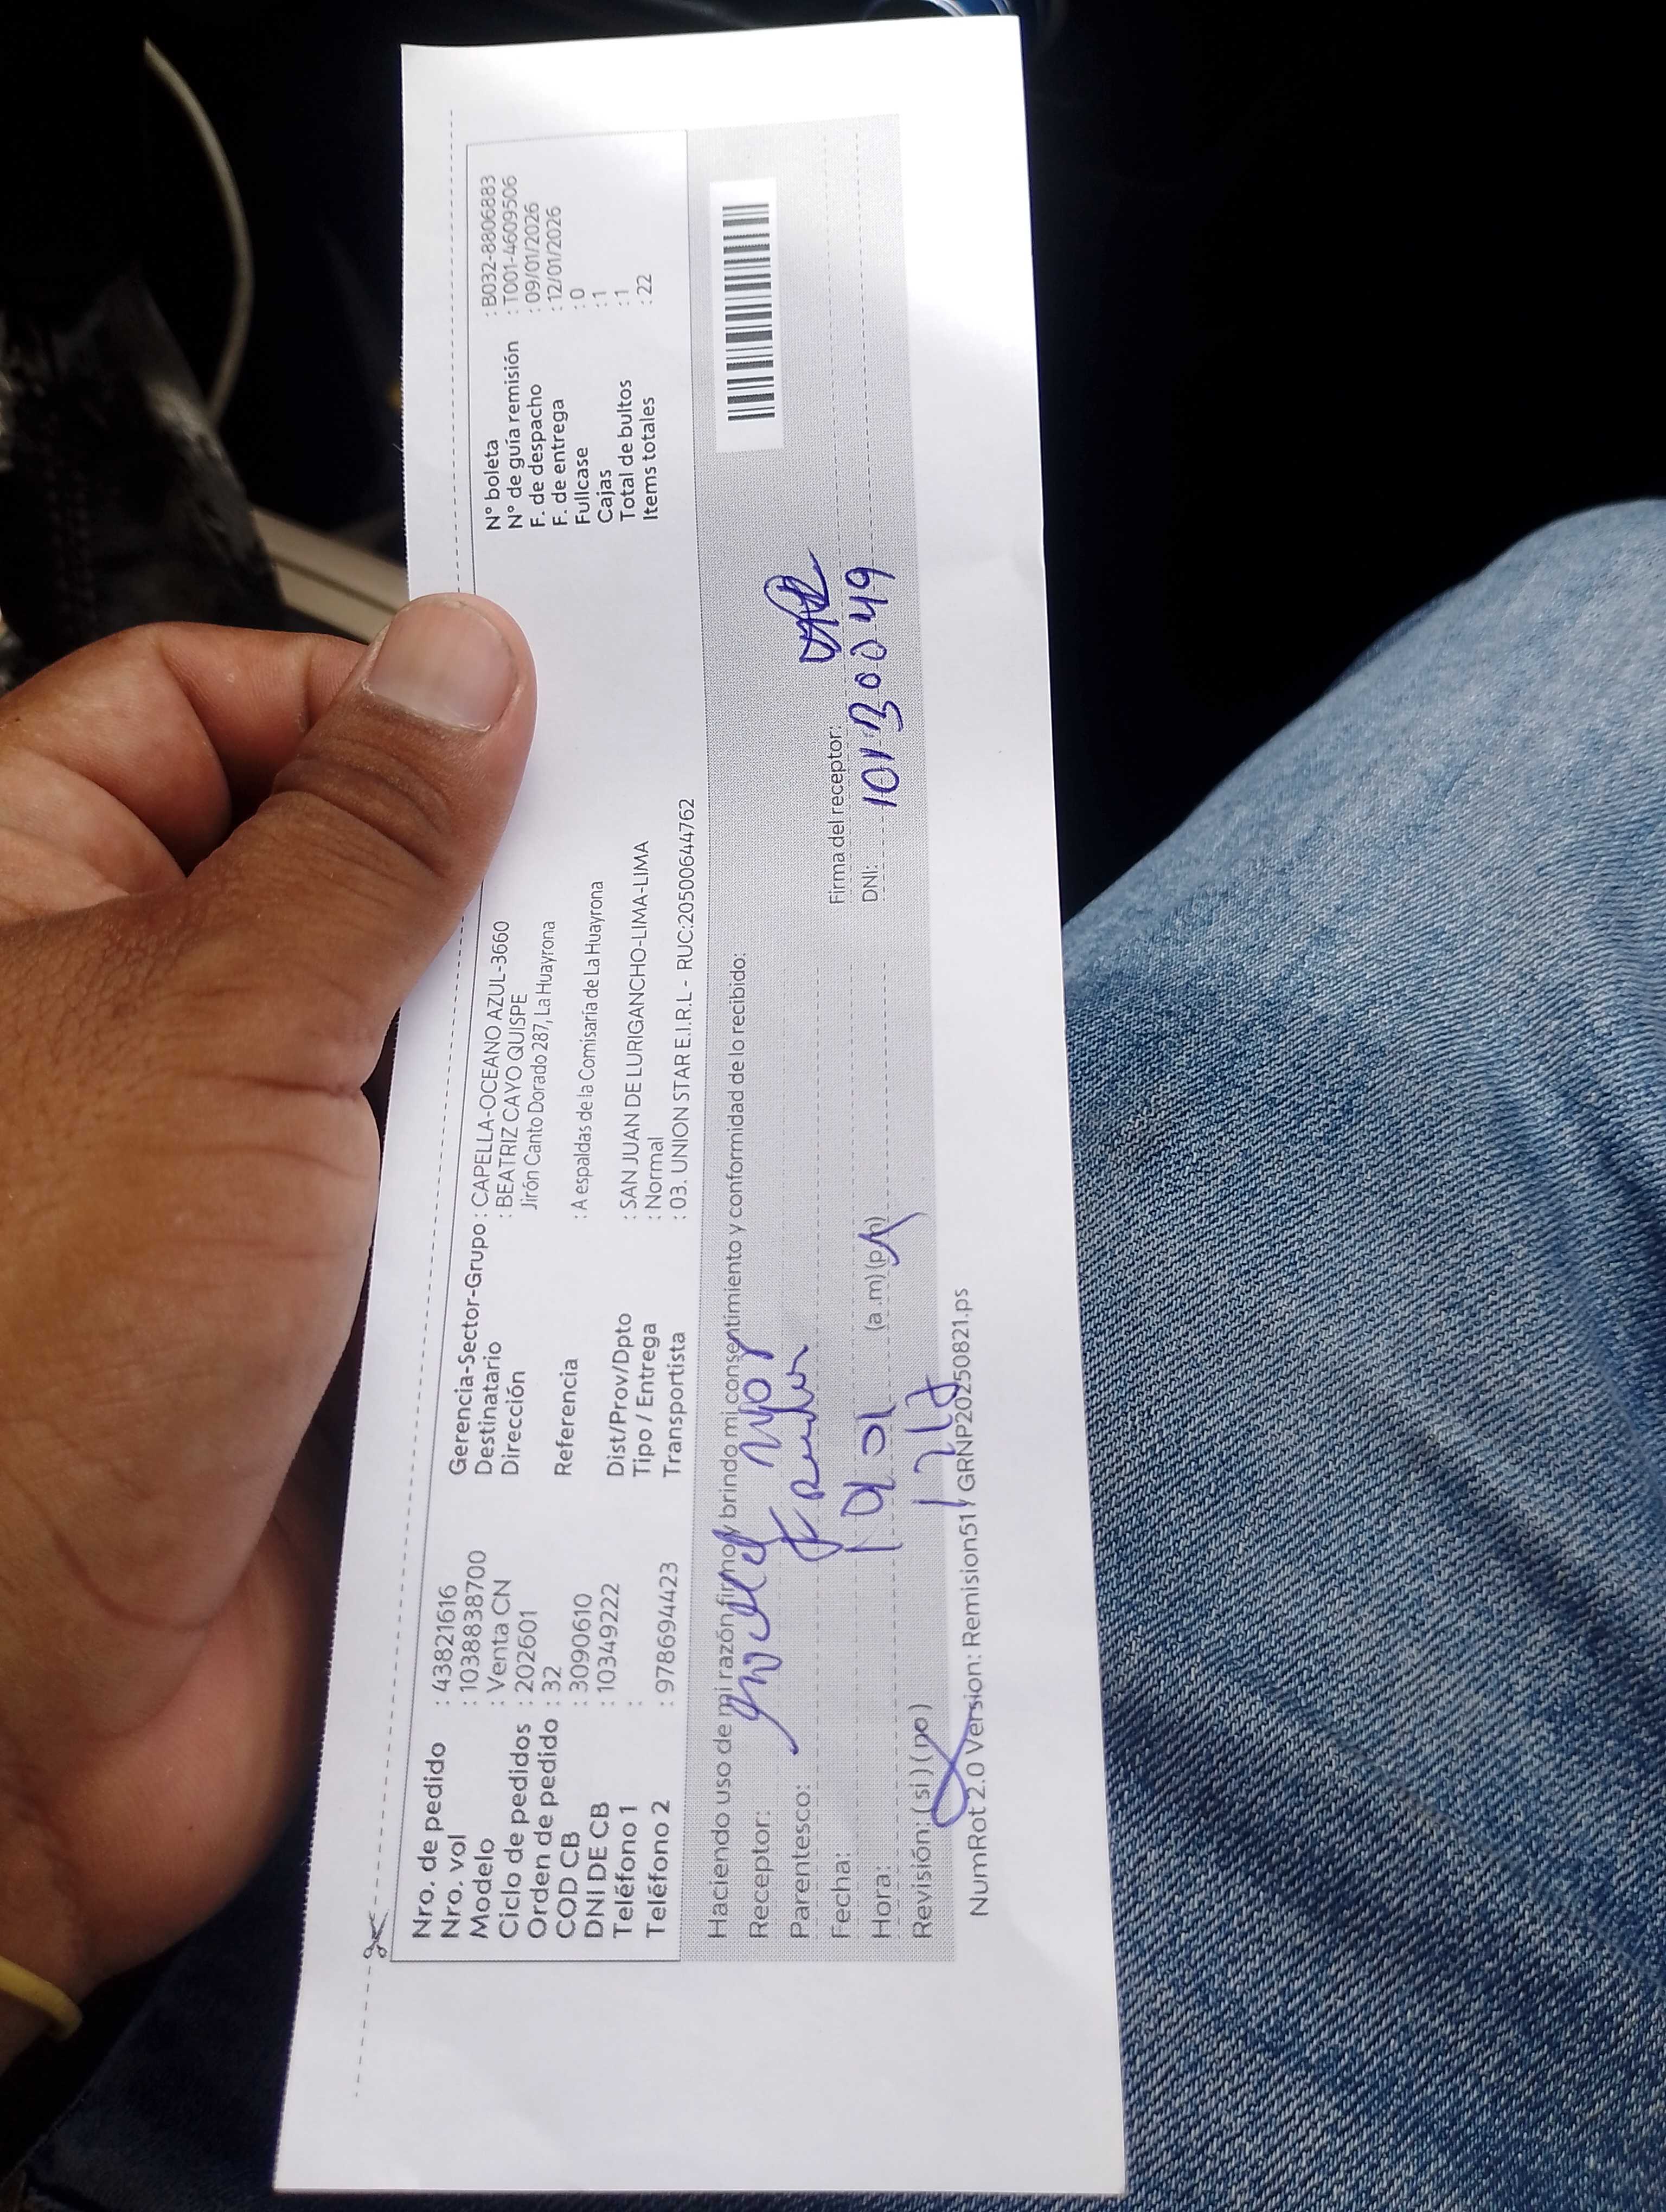 Nro. de pedido : 43821616
Nro. vol : 10388838700
Modelo : Venta CN
Ciclo de pedidos : 202601
Orden de pedido : 32
COD CB : 3090610
DNI DE CB : 10349222
Teléfono 1 :
Teléfono 2 : 978694423
Gerencia-Sector-Grupo : CAPELLA-OCEANO AZUL-3660
Destinatario : BEATRIZ CAYO QUISPE
Dirección Jirón Canto Dorado 287, La Huayrona
Referencia : A espaldas de la Comisaría de La Huayrona
Dist/Prov/Dpto : SAN JUAN DE LURIGANCHO-LIMA-LIMA
Tipo / Entrega : Normal
Transportista : 03. UNION STAR E.I.R.L - RUC:20500644762
N° boleta : B032-8806883
N° de guía remisión : T001-4609506
F. de despacho : 09/01/2026
F. de entrega : 12/01/2026
Fullcase : 0
Cajas : 1
Total de bultos : 1
Items totales : 22
Haciendo uso de mi razón firmo y brindo mi consentimiento y conformidad de lo recibido:
Receptor:
Parentesco:
Firma del receptor:
Fecha:
DNI: 10130049
Hora: (a.m) (p.m)
Revisión: (si) (no)
NumRot 2.0 Version: Remision51 / GRNP20250821.ps